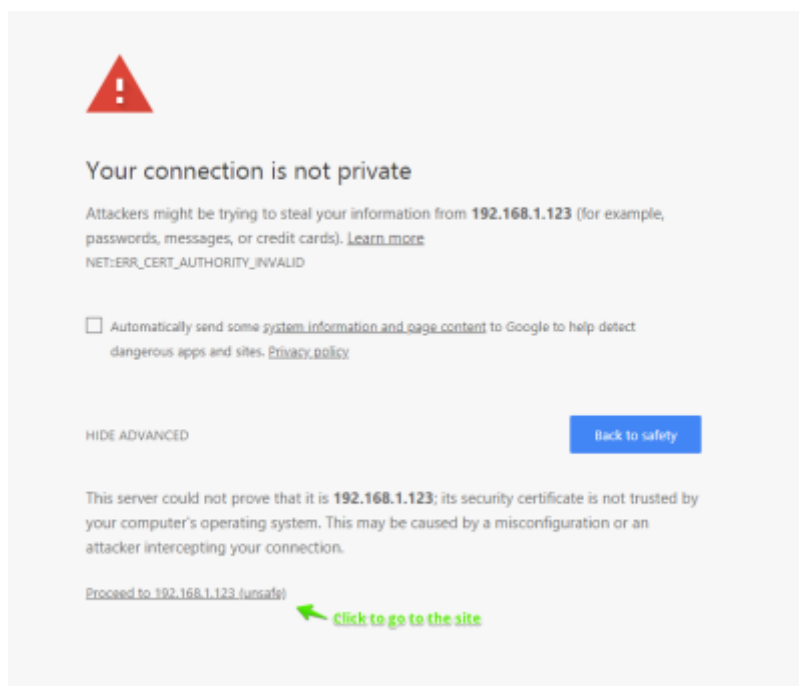 Your connection is not private
Attackers might be trying to steal your information from 192.168.1.123 (for example,
passwords, messages, or credit cards). Learn more
NET::ERR_CERT_AUTHORITY_INVALID
Automatically send some system information and page content to Google to help detect
dangerous apps and sites. Privacy policy
HIDE ADVANCED
Back to safety
This server could not prove that it is 192.168.1.123; its security certificate is not trusted by
your computer's operating system. This may be caused by a misconfiguration or an
attacker intercepting your connection.
Proceed to 192.168.1.123 (unsafe)
Click to go to the site